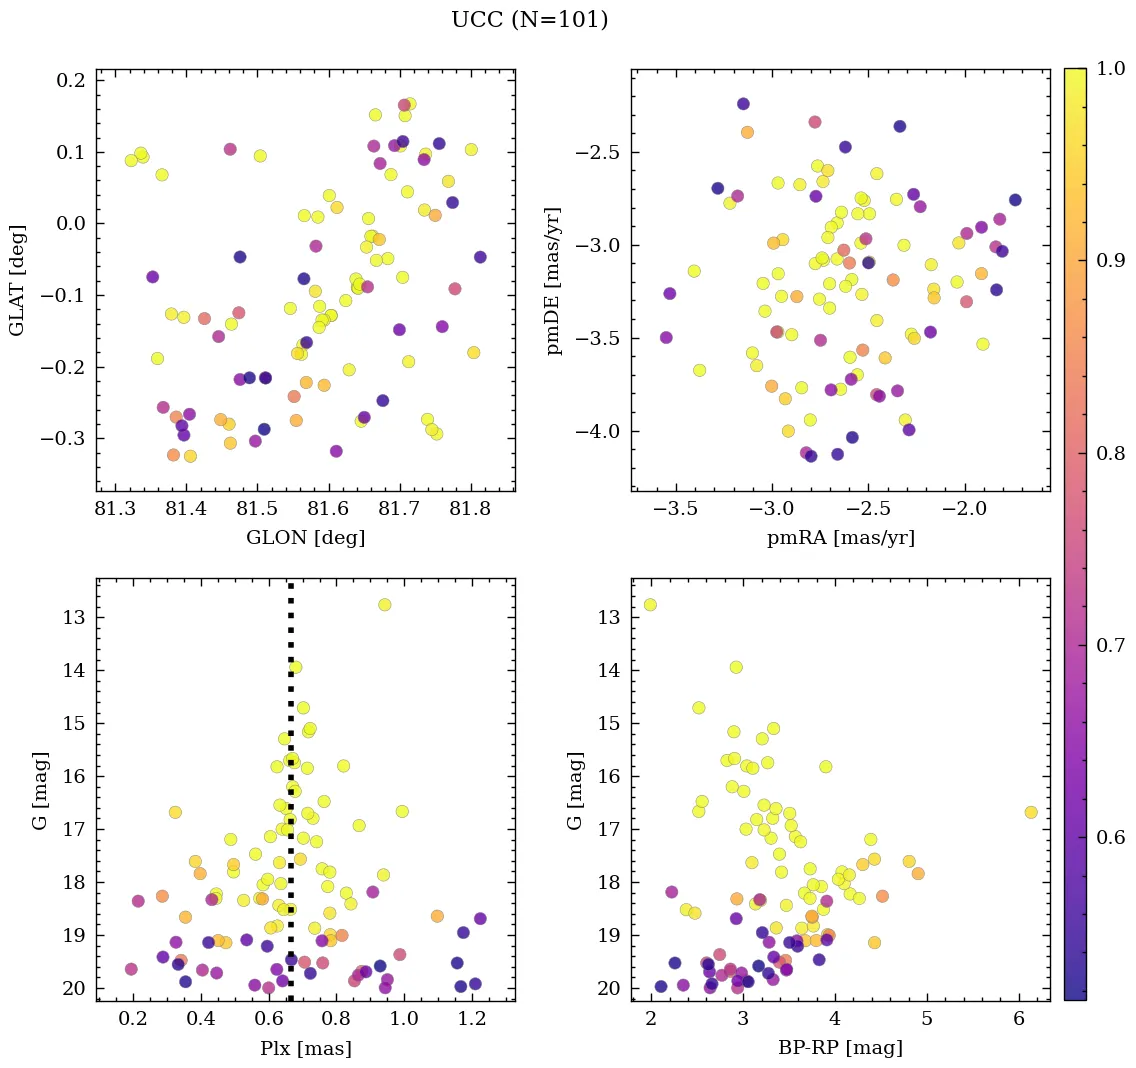 UCC (N=101)
0.2
0.1
0.0
−0.1
−0.2
−0.3
GLAT [deg]
81.3 81.4 81.5 81.6 81.7 81.8
GLON [deg]
−2.5
−3.0
−3.5
−4.0
pmDE [mas/yr]
−3.5 −3.0 −2.5 −2.0
pmRA [mas/yr]
1.0
0.9
0.8
0.7
0.6
13
14
15
16
17
18
19
20
G [mag]
0.2 0.4 0.6 0.8 1.0 1.2
Plx [mas]
13
14
15
16
17
18
19
20
G [mag]
2 3 4 5 6
BP-RP [mag]